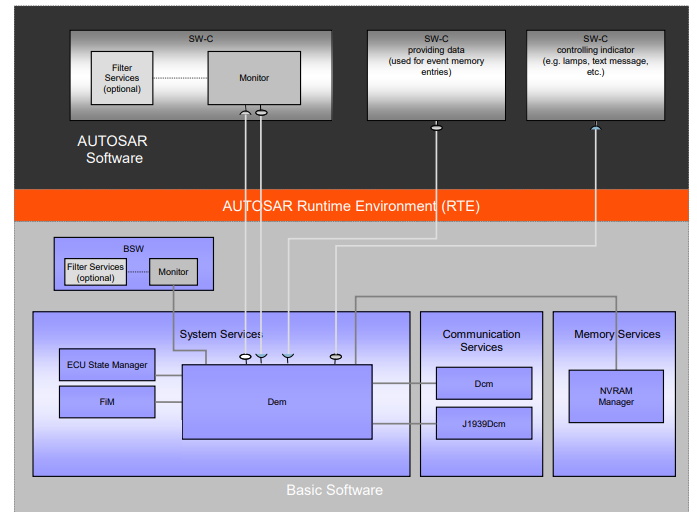 SW-C
Filter
Services
(optional)
Monitor
SW-C
providing data
(used for event memory
entries)
SW-C
controlling indicator
(e.g. lamps, text message,
etc.)
AUTOSAR
Software
AUTOSAR Runtime Environment (RTE)
BSW
Filter Services
(optional)
Monitor
System Services
ECU State Manager
FiM
Dem
Communication
Services
Dcm
J1939Dcm
Memory Services
NVRAM
Manager
Basic Software